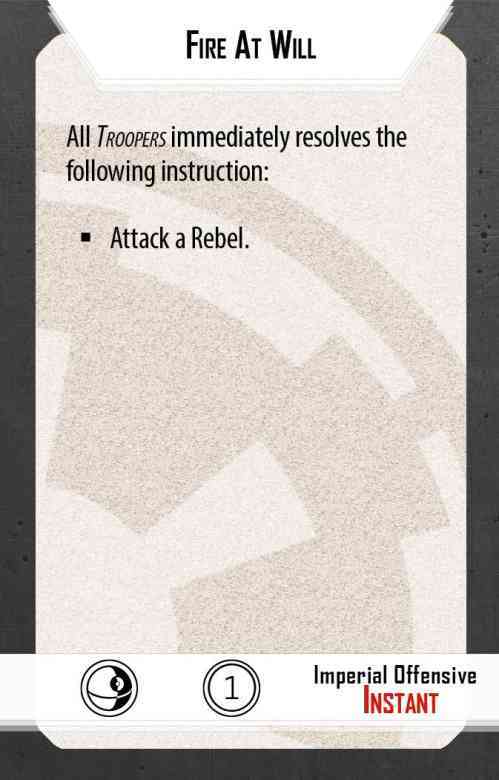 Fire At Will
All Troopers immediately resolves the
following instruction:
▪ Attack a Rebel.
1
Imperial Offensive
Instant